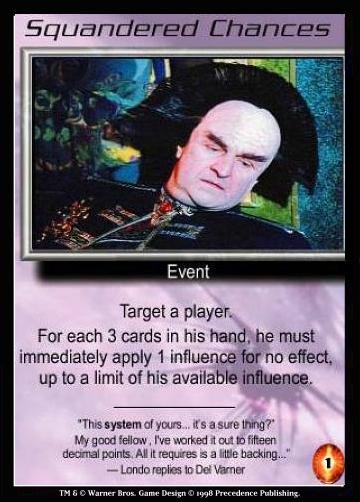 Squandered Chances
Event
Target a player.
For each 3 cards in his hand, he must
immediately apply 1 influence for no effect,
up to a limit of his available influence.
"This system of yours... it's a sure thing?"
My good fellow, I've worked it out to fifteen
decimal points. All it requires is a little backing..."
— Londo replies to Del Varner
1
TM & © Warner Bros. Game Design © 1998 Precedence Publishing.